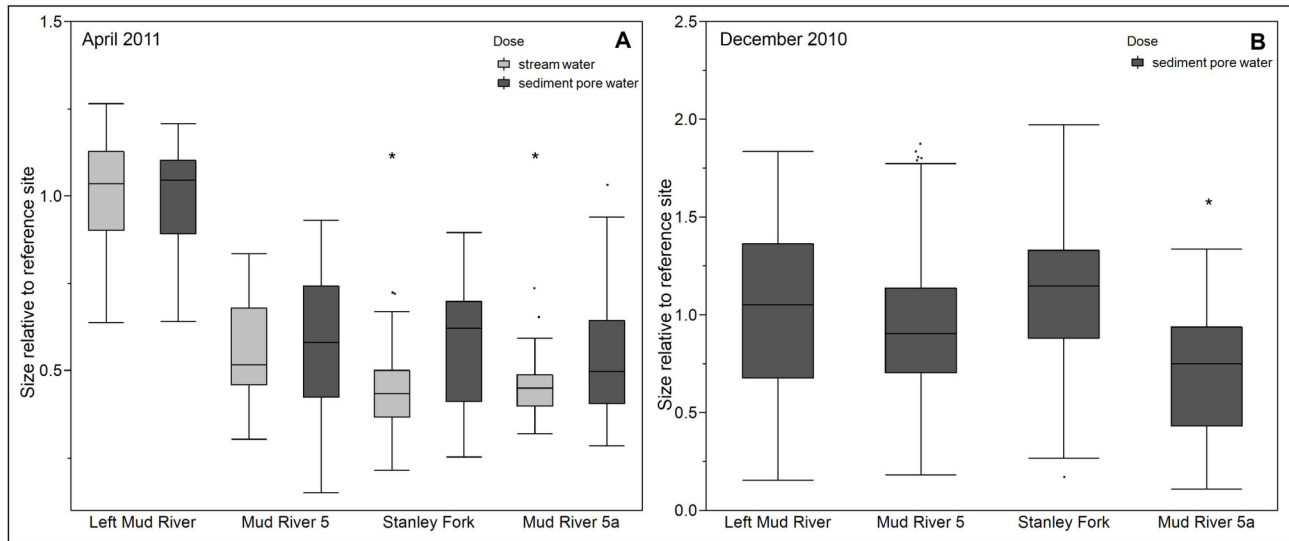 April 2011
A
Dose
stream water
sediment pore water
Size relative to reference site
1.5
1.0
0.5
*
*
Left Mud River
Mud River 5
Stanley Fork
Mud River 5a
December 2010
B
Dose
sediment pore water
Size relative to reference site
2.5
2.0
1.5
1.0
0.5
0.0
*
Left Mud River
Mud River 5
Stanley Fork
Mud River 5a